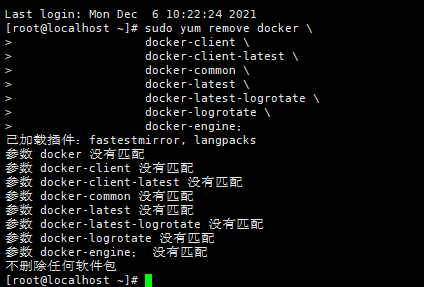 Last login: Mon Dec  6 10:22:24 2021
[root@localhost ~]# sudo yum remove docker \
>                    docker-client \
>                    docker-client-latest \
>                    docker-common \
>                    docker-latest \
>                    docker-latest-logrotate \
>                    docker-logrotate \
>                    docker-engine；
已加载插件：fastestmirror, langpacks
参数 docker 没有匹配
参数 docker-client 没有匹配
参数 docker-client-latest 没有匹配
参数 docker-common 没有匹配
参数 docker-latest 没有匹配
参数 docker-latest-logrotate 没有匹配
参数 docker-logrotate 没有匹配
参数 docker-engine； 没有匹配
不删除任何软件包
[root@localhost ~]#